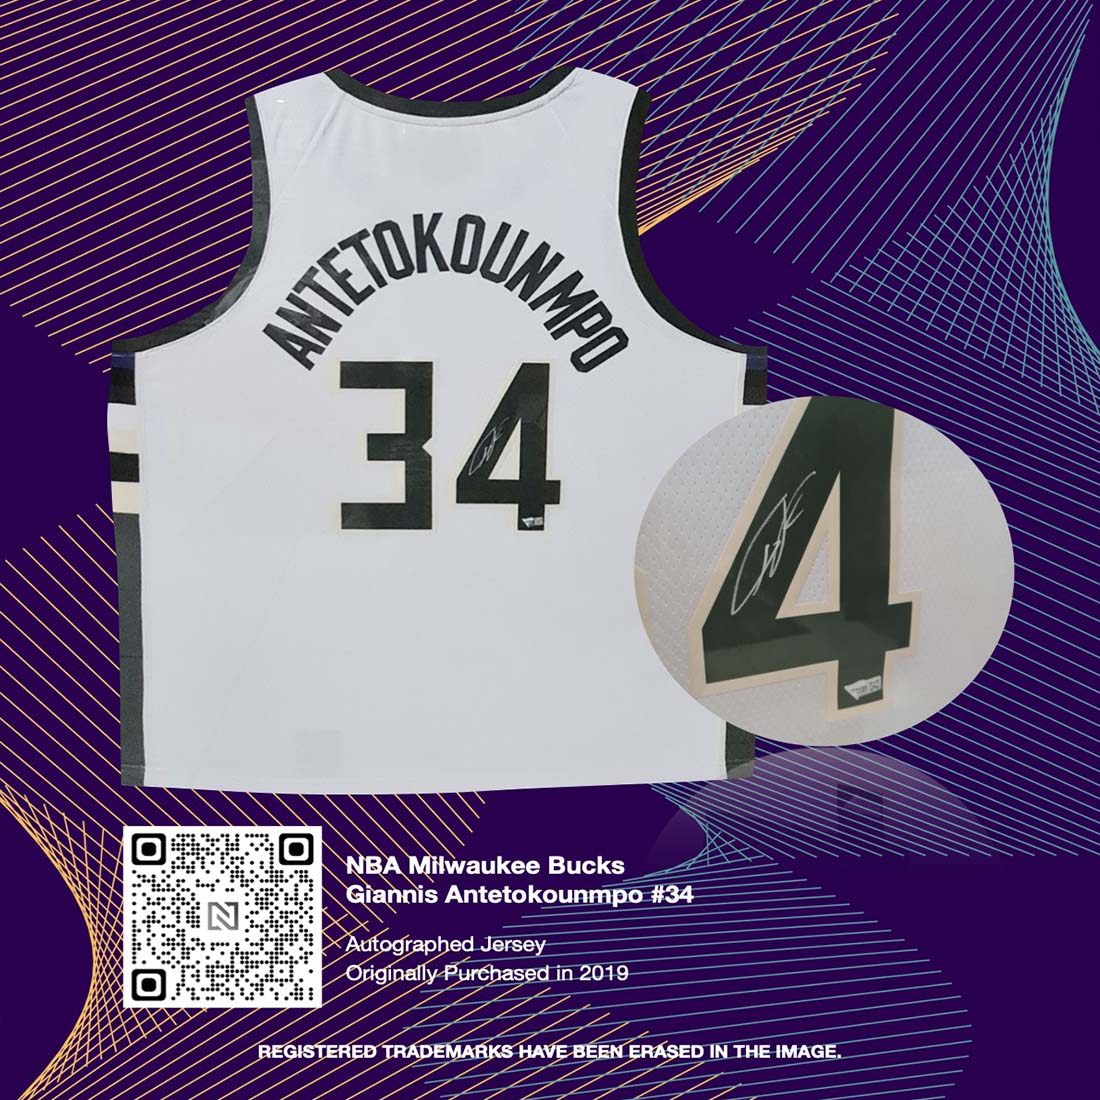 ANTETOKOUNMPO
34
4
NBA Milwaukee Bucks
Giannis Antetokounmpo #34
Autographed Jersey
Originally Purchased in 2019
REGISTERED TRADEMARKS HAVE BEEN ERASED IN THE IMAGE.